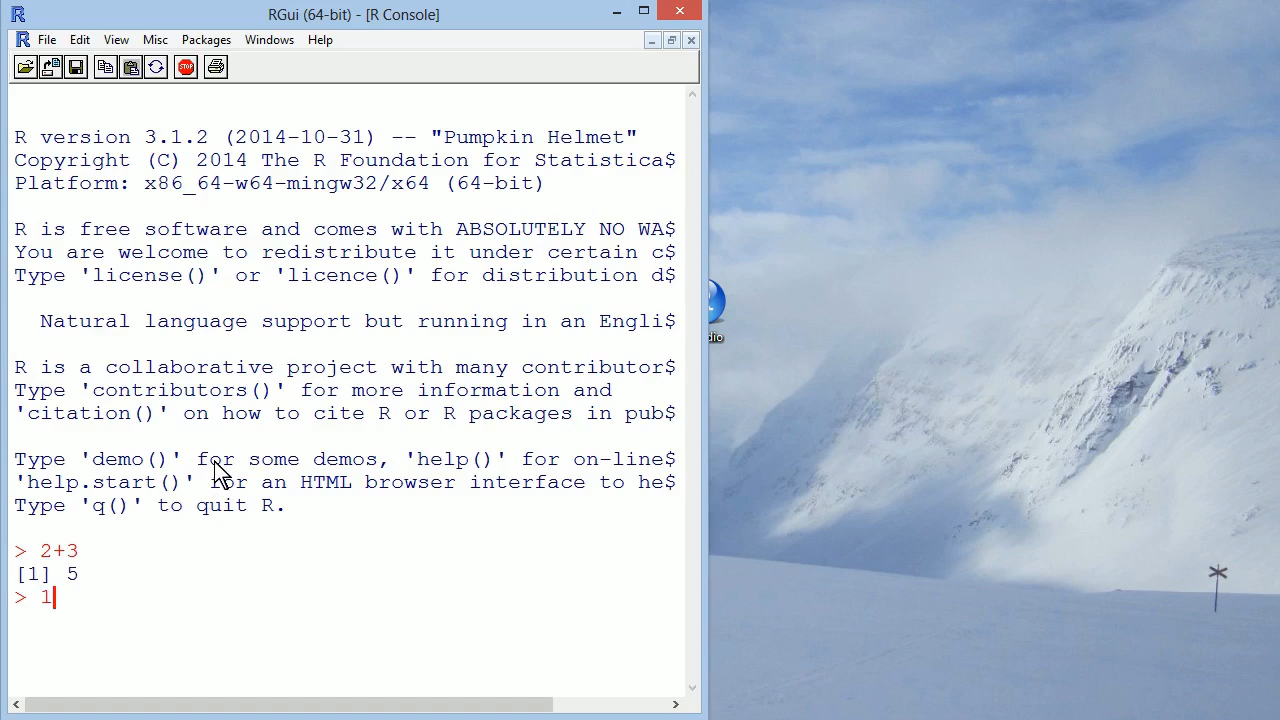 RGui (64-bit) - [R Console]
File Edit View Misc Packages Windows Help
STOP
R version 3.1.2 (2014-10-31) -- "Pumpkin Helmet"
Copyright (C) 2014 The R Foundation for Statistica$
Platform: x86_64-w64-mingw32/x64 (64-bit)
R is free software and comes with ABSOLUTELY NO WA$
You are welcome to redistribute it under certain c$
Type 'license()' or 'licence()' for distribution d$
Natural language support but running in an Engli$
R is a collaborative project with many contributor$
Type 'contributors()' for more information and
'citation()' on how to cite R or R packages in pub$
Type 'demo()' for some demos, 'help()' for on-line$
'help.start()' for an HTML browser interface to he$
Type 'q()' to quit R.
> 2+3
[1] 5
> 1
dio